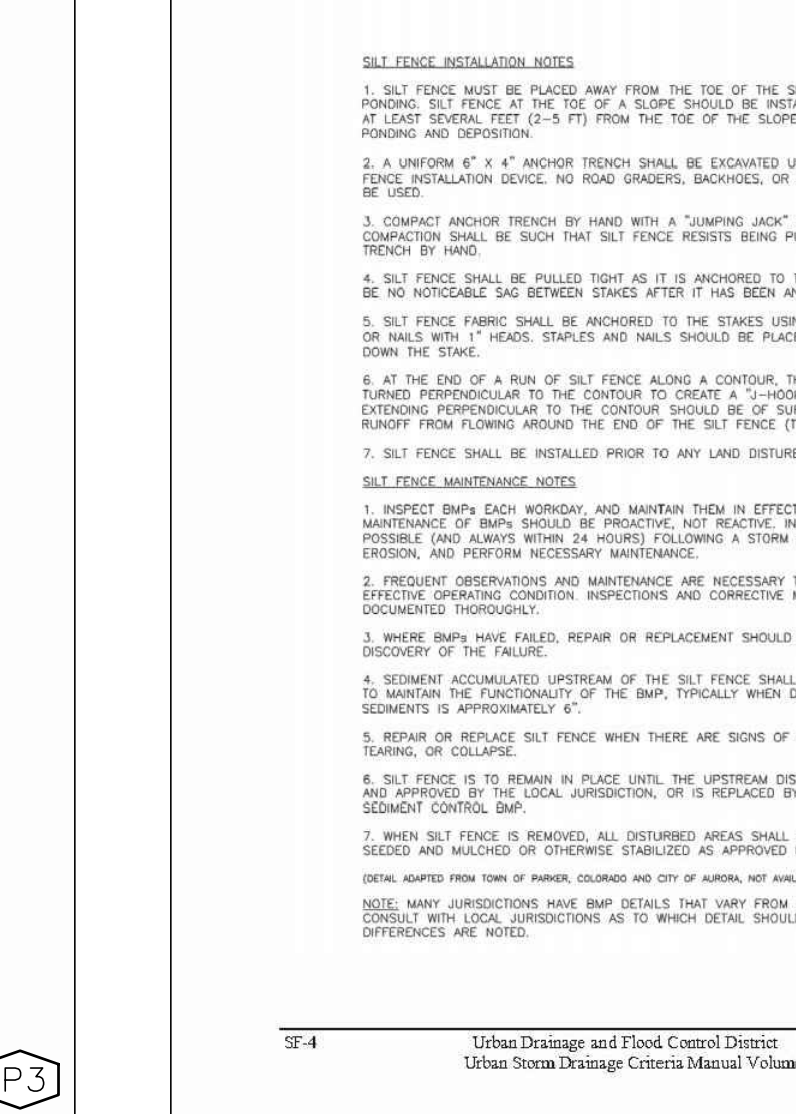 SILT FENCE INSTALLATION NOTES
1. SILT FENCE MUST BE PLACED AWAY FROM THE TOE OF THE
PONDING. SILT FENCE AT THE TOE OF A SLOPE SHOULD BE
AT LEAST SEVERAL FEET (2–5 FT) FROM THE TOE OF THE SLOPE
PONDING AND DEPOSITION.
2. A UNIFORM 6" X 4" ANCHOR TRENCH SHALL BE EXCAVATED
FENCE INSTALLATION DEVICE. NO ROAD GRADERS, BACKHOES, OR
BE USED.
3. COMPACT ANCHOR TRENCH BY HAND WITH A "JUMPING JACK"
COMPACTION SHALL BE SUCH THAT SILT FENCE RESISTS BEING
TRENCH BY HAND.
4. SILT FENCE SHALL BE PULLED TIGHT AS IT IS ANCHORED TO
BE NO NOTICEABLE SAG BETWEEN STAKES AFTER IT HAS BEEN
5. SILT FENCE FABRIC SHALL BE ANCHORED TO THE STAKES
OR NAILS WITH 1" HEADS. STAPLES AND NAILS SHOULD BE
DOWN THE STAKE.
6. AT THE END OF A RUN OF SILT FENCE ALONG A CONTOUR,
TURNED PERPENDICULAR TO THE CONTOUR TO CREATE A
EXTENDING PERPENDICULAR TO THE CONTOUR SHOULD BE OF
RUNOFF FROM FLOWING AROUND THE END OF THE SILT FENCE
7. SILT FENCE SHALL BE INSTALLED PRIOR TO ANY LAND
SILT FENCE MAINTENANCE NOTES
1. INSPECT BMPs EACH WORKDAY, AND MAINTAIN THEM IN
MAINTENANCE OF BMPs SHOULD BE PROACTIVE, NOT REACTIVE.
POSSIBLE (AND ALWAYS WITHIN 24 HOURS) FOLLOWING A STORM
EROSION, AND PERFORM NECESSARY MAINTENANCE.
2. FREQUENT OBSERVATIONS AND MAINTENANCE ARE NECESSARY
EFFECTIVE OPERATING CONDITION. INSPECTIONS AND CORRECTIVE
DOCUMENTED THOROUGHLY.
3. WHERE BMPs HAVE FAILED, REPAIR OR REPLACEMENT SHOULD
DISCOVERY OF THE FAILURE.
4. SEDIMENT ACCUMULATED UPSTREAM OF THE SILT FENCE SHALL
TO MAINTAIN THE FUNCTIONALITY OF THE BMP, TYPICALLY WHEN
SEDIMENTS IS APPROXIMATELY 6".
5. REPAIR OR REPLACE SILT FENCE WHEN THERE ARE SIGNS OF
TEARING, OR COLLAPSE.
6. SILT FENCE IS TO REMAIN IN PLACE UNTIL THE UPSTREAM
AND APPROVED BY THE LOCAL JURISDICTION, OR IS REPLACED BY
SEDIMENT CONTROL BMP.
7. WHEN SILT FENCE IS REMOVED, ALL DISTURBED AREAS SHALL
SEEDED AND MULCHED OR OTHERWISE STABILIZED AS APPROVED
(DETAIL ADAPTED FROM TOWN OF PARKER, COLORADO AND CITY OF AURORA, NOT
NOTE: MANY JURISDICTIONS HAVE BMP DETAILS THAT VARY FROM
CONSULT WITH LOCAL JURISDICTIONS AS TO WHICH DETAIL
DIFFERENCES ARE NOTED.
SF-4
Urban Drainage and Flood Control District
Urban Storm Drainage Criteria Manual
P3